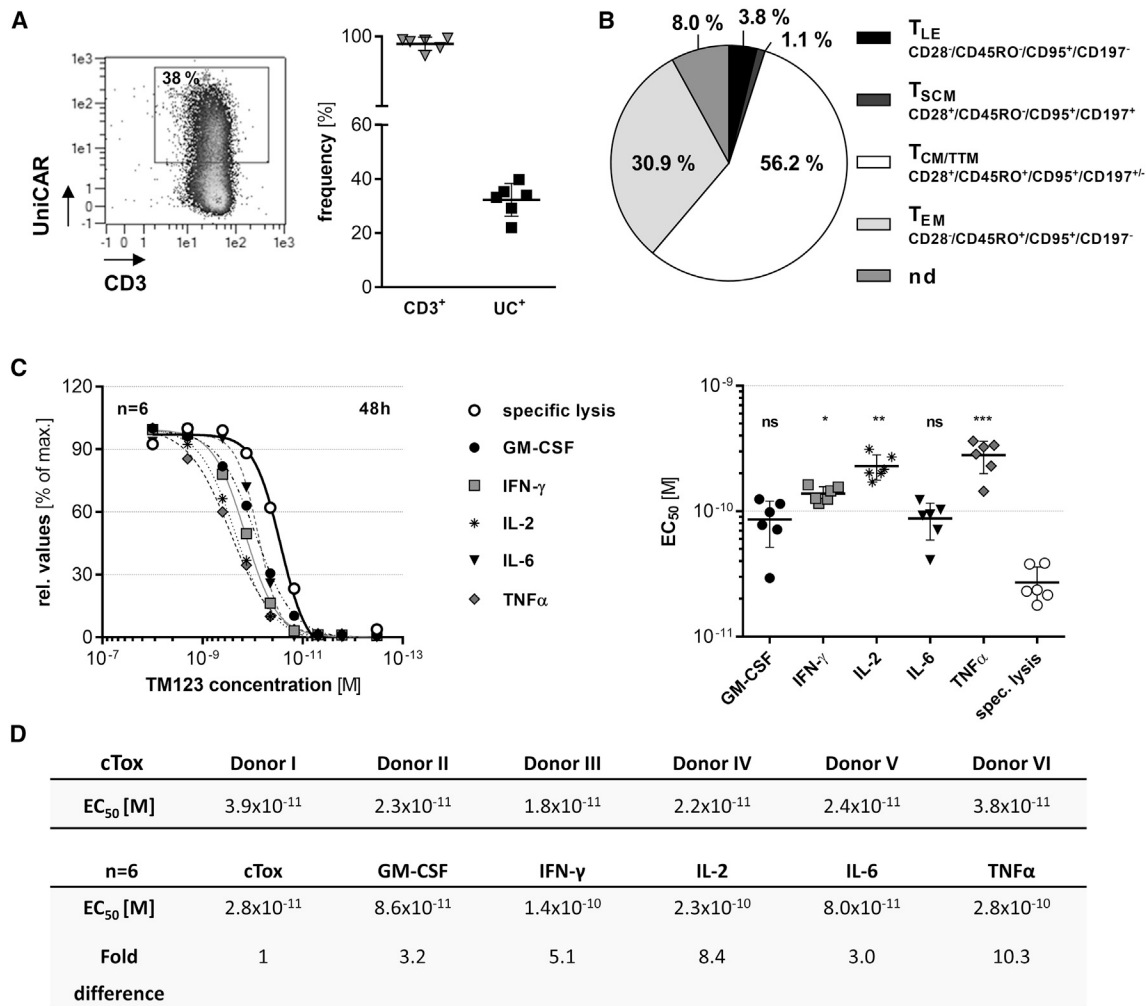 A
38 %
UniCAR
1e3
1e2
1e1
1
0
-1
-1 0 1 1e1 1e2 1e3
CD3
frequency [%]
100
60
40
20
0
CD3⁺ UC⁺
B
8.0 %
3.8 %
1.1 %
30.9 %
56.2 %
T_LE
CD28⁻/CD45RO⁻/CD95⁺/CD197⁻
T_SCM
CD28⁺/CD45RO⁻/CD95⁺/CD197⁺
T_CM/TTM
CD28⁺/CD45RO⁺/CD95⁺/CD197⁺/⁻
T_EM
CD28⁻/CD45RO⁺/CD95⁺/CD197⁻
nd
C
rel. values [% of max.]
120
90
60
30
0
n=6
48h
10⁻⁷ 10⁻⁹ 10⁻¹¹ 10⁻¹³
TM123 concentration [M]
specific lysis
GM-CSF
IFN-γ
IL-2
IL-6
TNFα
EC₅₀ [M]
10⁻⁹
10⁻¹⁰
10⁻¹¹
ns * ** ns ***
GM-CSF IFN-γ IL-2 IL-6 TNFα spec. lysis
D
cTox Donor I Donor II Donor III Donor IV Donor V Donor VI
EC₅₀ [M] 3.9x10⁻¹¹ 2.3x10⁻¹¹ 1.8x10⁻¹¹ 2.2x10⁻¹¹ 2.4x10⁻¹¹ 3.8x10⁻¹¹
n=6 cTox GM-CSF IFN-γ IL-2 IL-6 TNFα
EC₅₀ [M] 2.8x10⁻¹¹ 8.6x10⁻¹¹ 1.4x10⁻¹⁰ 2.3x10⁻¹⁰ 8.0x10⁻¹¹ 2.8x10⁻¹⁰
Fold 1 3.2 5.1 8.4 3.0 10.3
difference